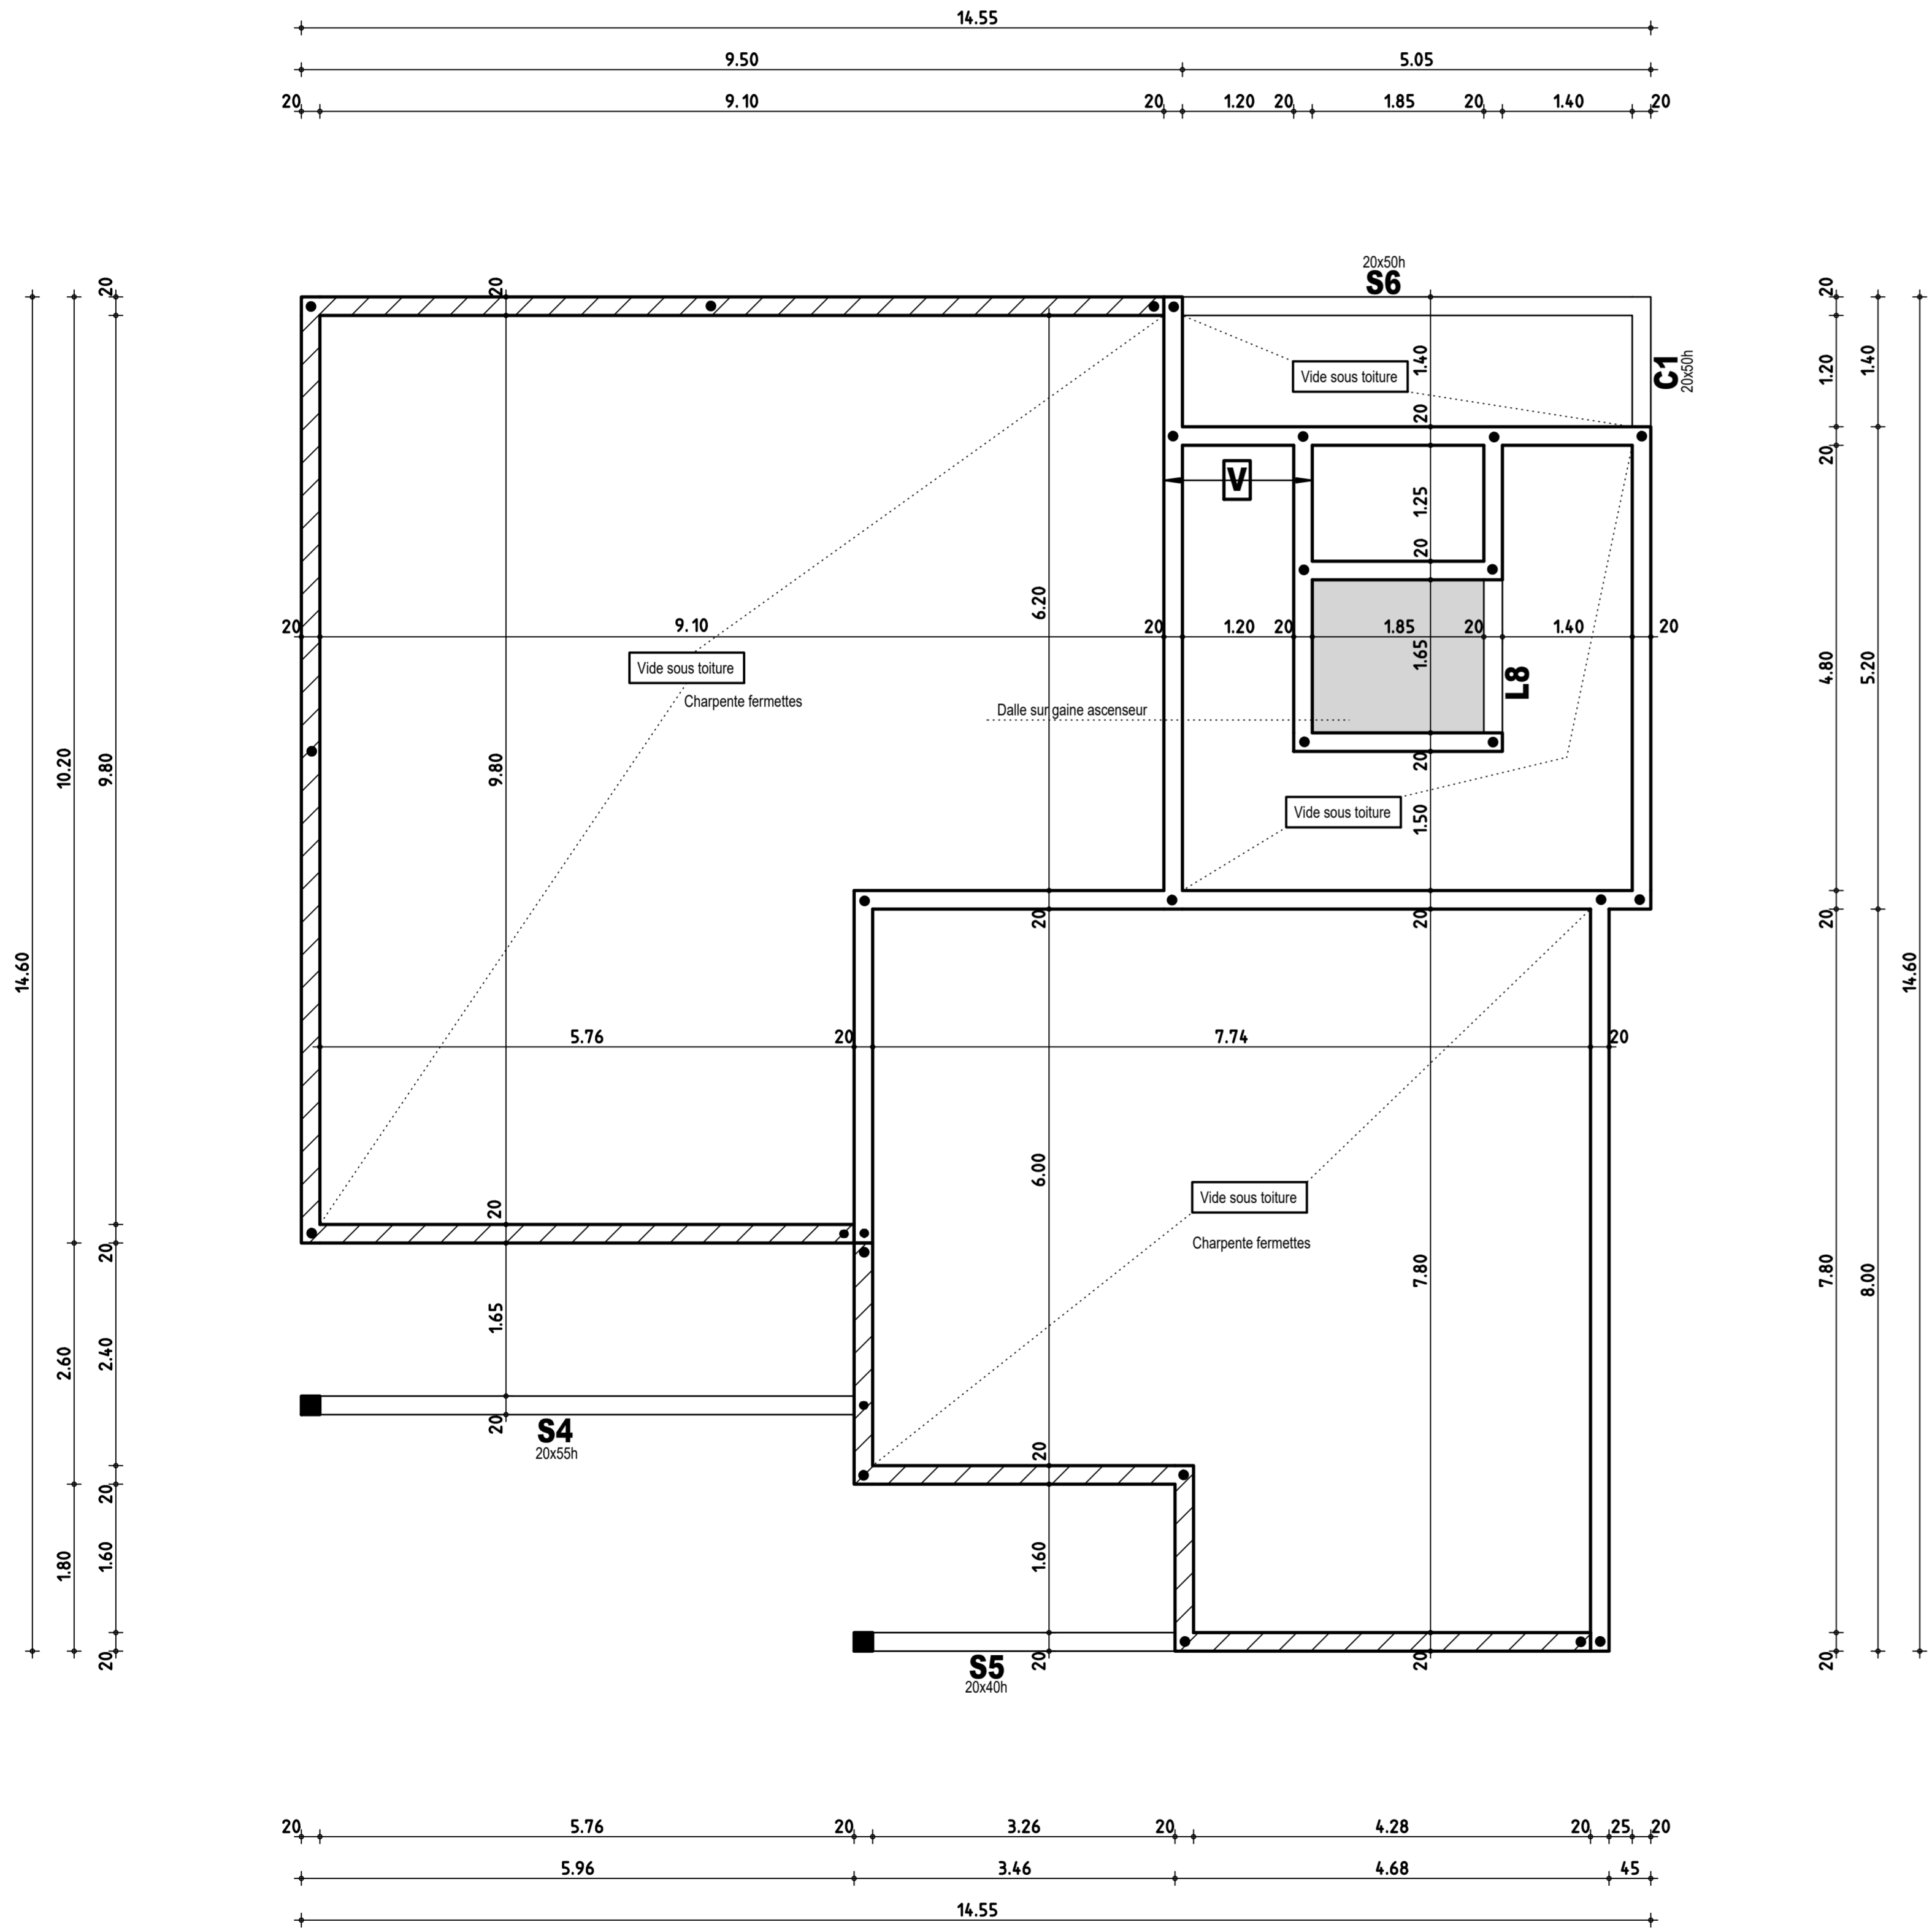 14.55
9.50 5.05
20 9.10 20 1.20 20 1.85 20 1.40 20
20x50h
S6
20 20 20
1.40 1.20 1.40
C1
20x50h
Vide sous toiture
20 20
V
1.25
20
6.20
20 9.10 20 1.20 20 1.85 20 1.40 20
Vide sous toiture
1.65
4.80 5.20
L8
Charpente fermettes
Dalle sur gaine ascenseur
10.20 9.80 9.80
20
Vide sous toiture
1.50
20 20 20
14.60 14.60
5.76 20 7.74 20
6.00
Vide sous toiture
20
Charpente fermettes
20
7.80 7.80 8.00
1.65
2.60 2.40
20
S4
20x55h
20
20
1.80 1.60 1.60
20 20 20 20
S5
20x40h
20 5.76 20 3.26 20 4.28 20 25 20
5.96 3.46 4.68 45
14.55